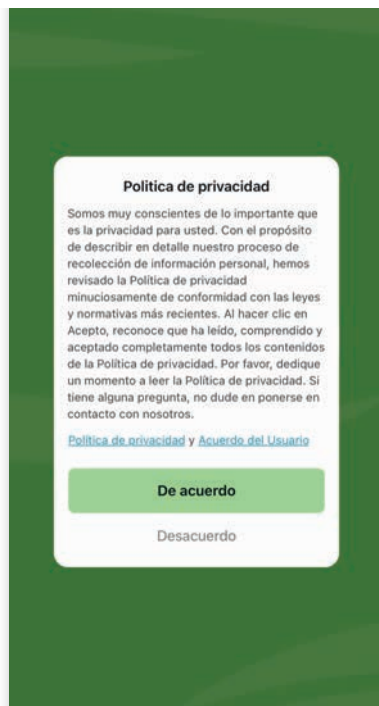 Politica de privacidad
Somos muy conscientes de lo importante que
es la privacidad para usted. Con el propósito
de describir en detalle nuestro proceso de
recolección de información personal, hemos
revisado la Política de privacidad
minuciosamente de conformidad con las leyes
y normativas más recientes. Al hacer clic en
Acepto, reconoce que ha leído, comprendido y
aceptado completamente todos los contenidos
de la Política de privacidad. Por favor, dedique
un momento a leer la Política de privacidad. Si
tiene alguna pregunta, no dude en ponerse en
contacto con nosotros.
Política de privacidad y Acuerdo del Usuario
De acuerdo
Desacuerdo